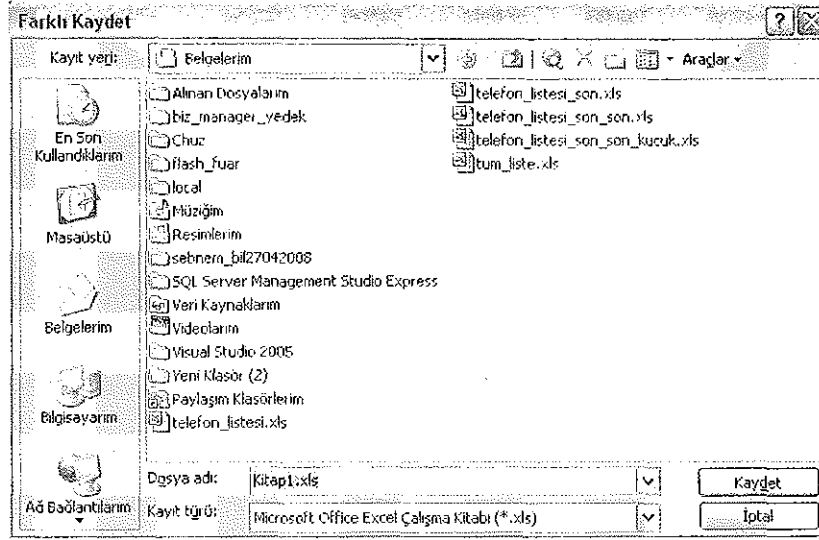 Farklı Kaydet
Kayıt yeri: Belgelerim Araçlar
En Son Kullandıklarım
Masaüstü
Belgelerim
Bilgisayarım
Ağ Bağlantılarım
Alınan Dosyalarım
biz_manager_yedek
Chuz
flash_fuar
local
Müziğim
Resimlerim
sebnem_bil27042008
SQL Server Management Studio Express
Veri Kaynaklarım
Videolarım
Visual Studio 2005
Yeni Klasör (2)
Paylaşım Klasörlerim
telefon_listesi.xls
telefon_listesi_son.xls
telefon_listesi_son_son.xls
telefon_listesi_son_son_kucuk.xls
tum_liste.xls
Dosya adı: Kitap1.xls Kaydet
Kayıt türü: Microsoft Office Excel Çalışma Kitabı (*.xls) İptal